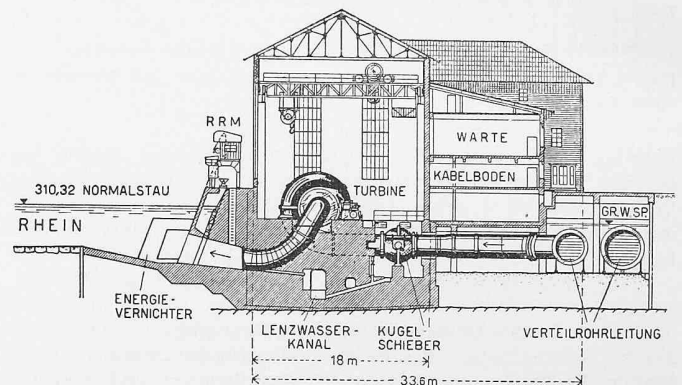 RRM
WARTE
310,32 NORMALSTAU
TURBINE
KABELBODEN
RHEIN
GR.W.SP.
ENERGIE-
VERNICHTER
LENZWASSER-
KANAL
KUGEL-
SCHIEBER
VERTEILROHRLEITUNG
18 m
33,6 m